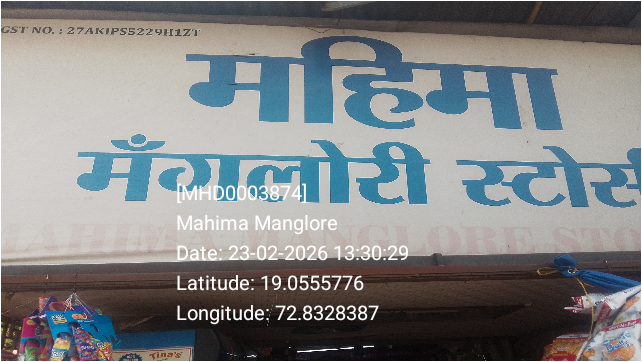 GST NO. : 27AKIPS5229H1ZT
महिमा
मँगलोरी स्टोर्स
[MHD0003874]
Mahima Manglore
Date: 23-02-2026 13:30:29
Latitude: 19.0555776
Longitude: 72.8328387
Tina's